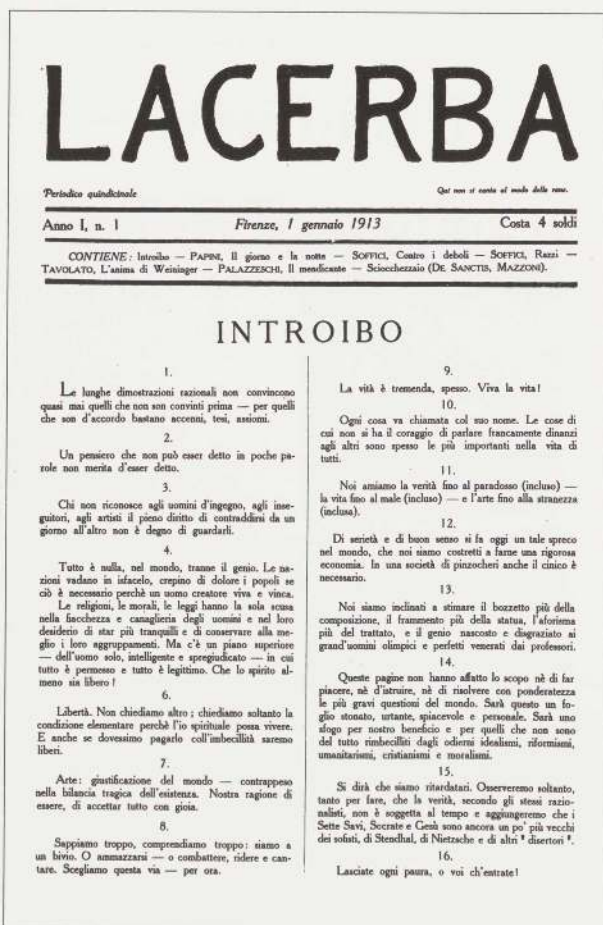 LACERBA
Periodico quindicinale
Qui non si canta al modo delle rane.
Anno I, n. 1
Firenze, 1 gennaio 1913
Costa 4 soldi
CONTIENE: Introibo — PAPINI, Il giorno e la notte — SOFFICI, Contro i deboli — SOFFICI, Razzi —
TAVOLATO, L'anima di Weininger — PALAZZESCHI, Il mendicante — Sciocchezzaio (DE SANCTIS, MAZZONI).
INTROIBO
1.
Le lunghe dimostrazioni razionali non convincono
quasi mai quelli che non son convinti prima — per quelli
che son d'accordo bastano accenni, tesi, assiomi.
2.
Un pensiero che non può esser detto in poche pa-
role non merita d'esser detto.
3.
Chi non riconosce agli uomini d'ingegno, agli inse-
guitori, agli artisti il pieno diritto di contraddirsi da un
giorno all'altro non è degno di guardarli.
4.
Tutto è nulla, nel mondo, tranne il genio. Le na-
zioni vadano in isfacelo, crepino di dolore i popoli se
ciò è necessario perchè un uomo creatore viva e vinca.
Le religioni, le morali, le leggi hanno la sola scusa
nella fiacchezza e canaglieria degli uomini e nel loro
desiderio di star più tranquilli e di conservare alla me-
glio i loro aggruppamenti. Ma c'è un piano superiore
— dell'uomo solo, intelligente e spregiudicato — in cui
tutto è permesso e tutto è legittimo. Che lo spirito al-
meno sia libero !
6.
Libertà. Non chiediamo altro ; chiediamo soltanto la
condizione elementare perchè l'io spirituale possa vivere.
E anche se dovessimo pagarlo coll'imbecillità saremo
liberi.
7.
Arte : giustificazione del mondo — contrappeso
nella bilancia tragica dell'esistenza. Nostra ragione di
essere, di accettar tutto con gioia.
8.
Sappiamo troppo, comprendiamo troppo : siamo a
un bivio. O ammazzarsi — o combattere, ridere e can-
tare. Scegliamo questa via — per ora.
9.
La vità è tremenda, spesso. Viva la vita !
10.
Ogni cosa va chiamata col suo nome. Le cose di
cui non si ha il coraggio di parlare francamente dinanzi
agli altri sono spesso le più importanti nella vita di
tutti.
11.
Noi amiamo la verità fino al paradosso (incluso) —
la vita fino al male (incluso) — e l'arte fino alla stranezza
(inclusa).
12.
Di serietà e di buon senso si fa oggi un tale spreco
nel mondo, che noi siamo costretti a farne una rigorosa
economia. In una società di pinzocheri anche il cinico è
necessario.
13.
Noi siamo inclinati a stimare il bozzetto più della
composizione, il frammento più della statua, l'aforisma
più del trattato, e il genio nascosto e disgraziato ai
grand'uomini olimpici e perfetti venerati dai professori.
14.
Queste pagine non hanno affatto lo scopo nè di far
piacere, nè d'istruire, nè di risolvere con ponderatezza
le più gravi questioni del mondo. Sarà questo un fo-
glio stonato, urtante, spiacevole e personale. Sarà uno
sfogo per nostro beneficio e per quelli che non sono
del tutto rimbecilliti dagli odierni idealismi, riformismi,
umanitarismi, cristianismi e moralismi.
15.
Si dirà che siamo ritardatari. Osserveremo soltanto,
tanto per fare, che la verità, secondo gli stessi razio-
nalisti, non è soggetta al tempo e aggiungeremo che i
Sette Savi, Socrate e Gesù sono ancora un po' più vecchi
dei sofisti, di Stendhal, di Nietzsche e di altri " disertori ".
16.
Lasciate ogni paura, o voi ch'entrate !